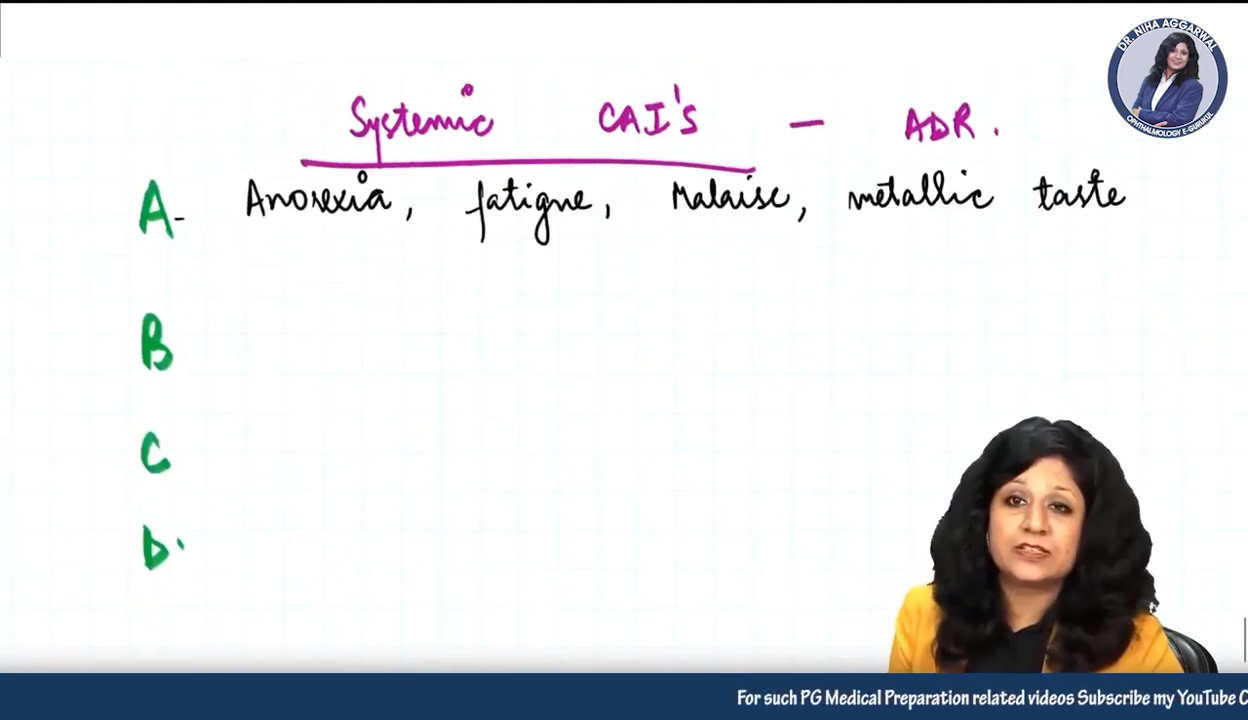 DR. NIHA AGGARWAL
OPHTHALMOLOGY E-GURUKUL
Systemic CAI's - ADR.
A- Anorexia, fatigue, Malaise, metallic taste
B
C
D.
For such PG Medical Preparation related videos Subscribe my YouTube C